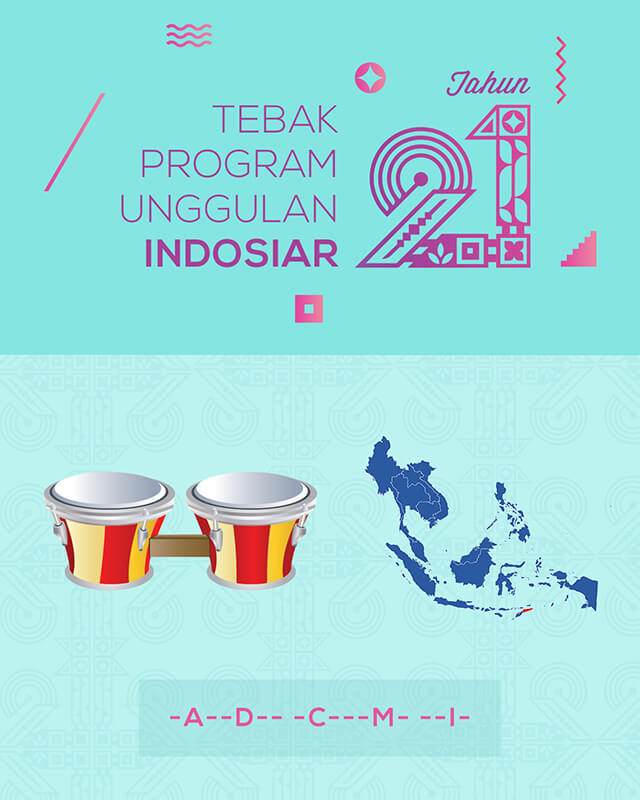 TEBAK
PROGRAM
UNGGULAN
INDOSIAR
Tahun
21
-A--D-- -C---M- --I-